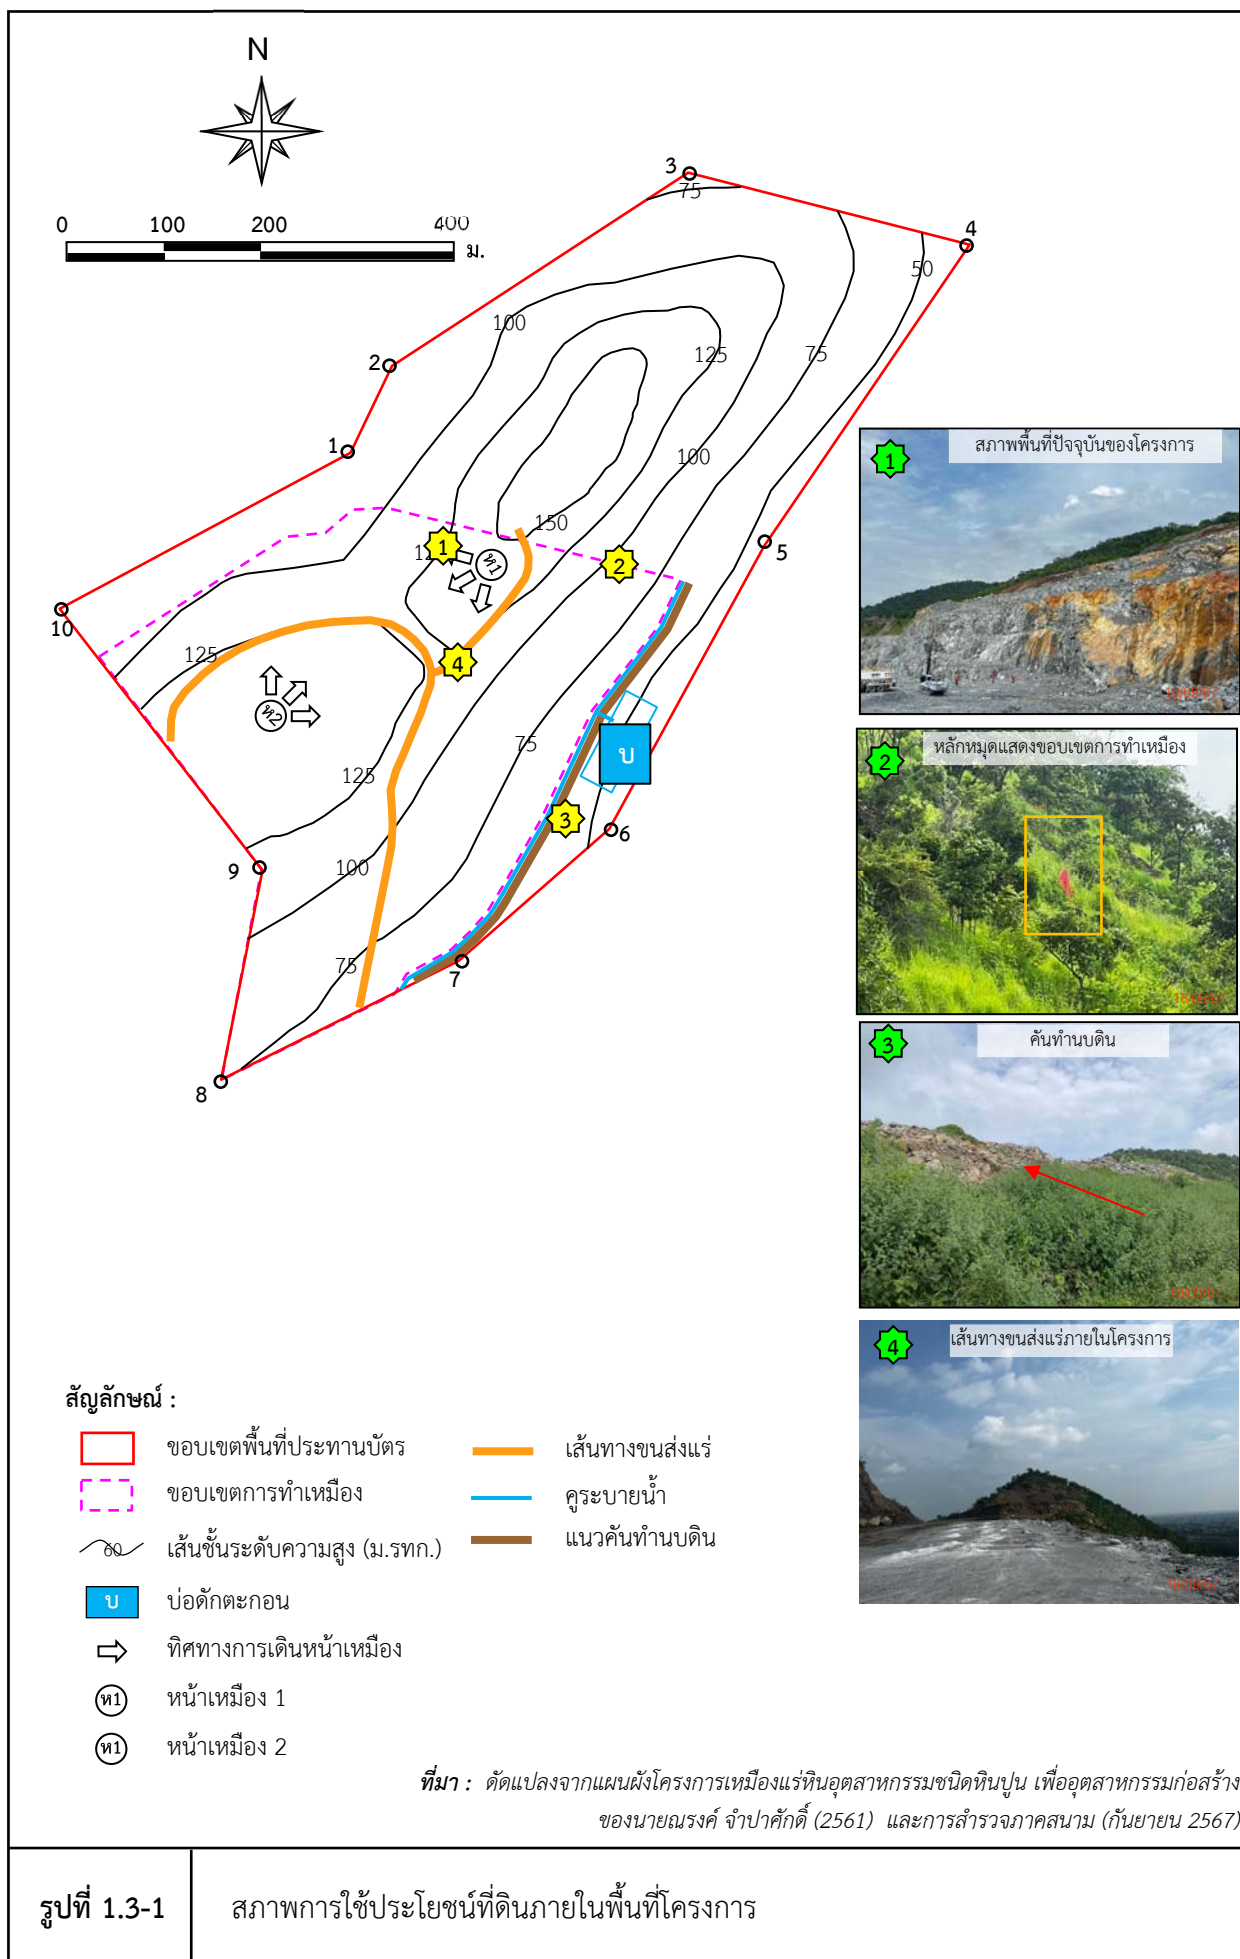 N
0 100 200 400
ม.
3
75
4
50
100
2
125
75
1
100
150
5
1
ห1
2
10
4
125
ห2
75
บ
125
3
6
9
100
75
7
8
1
สภาพพื้นที่ปัจจุบันของโครงการ
2
หลักหมุดแสดงขอบเขตการทำเหมือง
18/09/67
3
คันทำนบดิน
4
เส้นทางขนส่งแร่ภายในโครงการ
สัญลักษณ์ :
ขอบเขตพื้นที่ประทานบัตร
เส้นทางขนส่งแร่
ขอบเขตการทำเหมือง
คูระบายน้ำ
60 เส้นชั้นระดับความสูง (ม.รทก.)
แนวคันทำนบดิน
บ บ่อดักตะกอน
ทิศทางการเดินหน้าเหมือง
ห1 หน้าเหมือง 1
ห1 หน้าเหมือง 2
ที่มา : ดัดแปลงจากแผนผังโครงการเหมืองแร่หินอุตสาหกรรมชนิดหินปูน เพื่ออุตสาหกรรมก่อสร้าง
ของนายณรงค์ จำปาศักดิ์ (2561) และการสำรวจภาคสนาม (กันยายน 2567)
รูปที่ 1.3-1
สภาพการใช้ประโยชน์ที่ดินภายในพื้นที่โครงการ